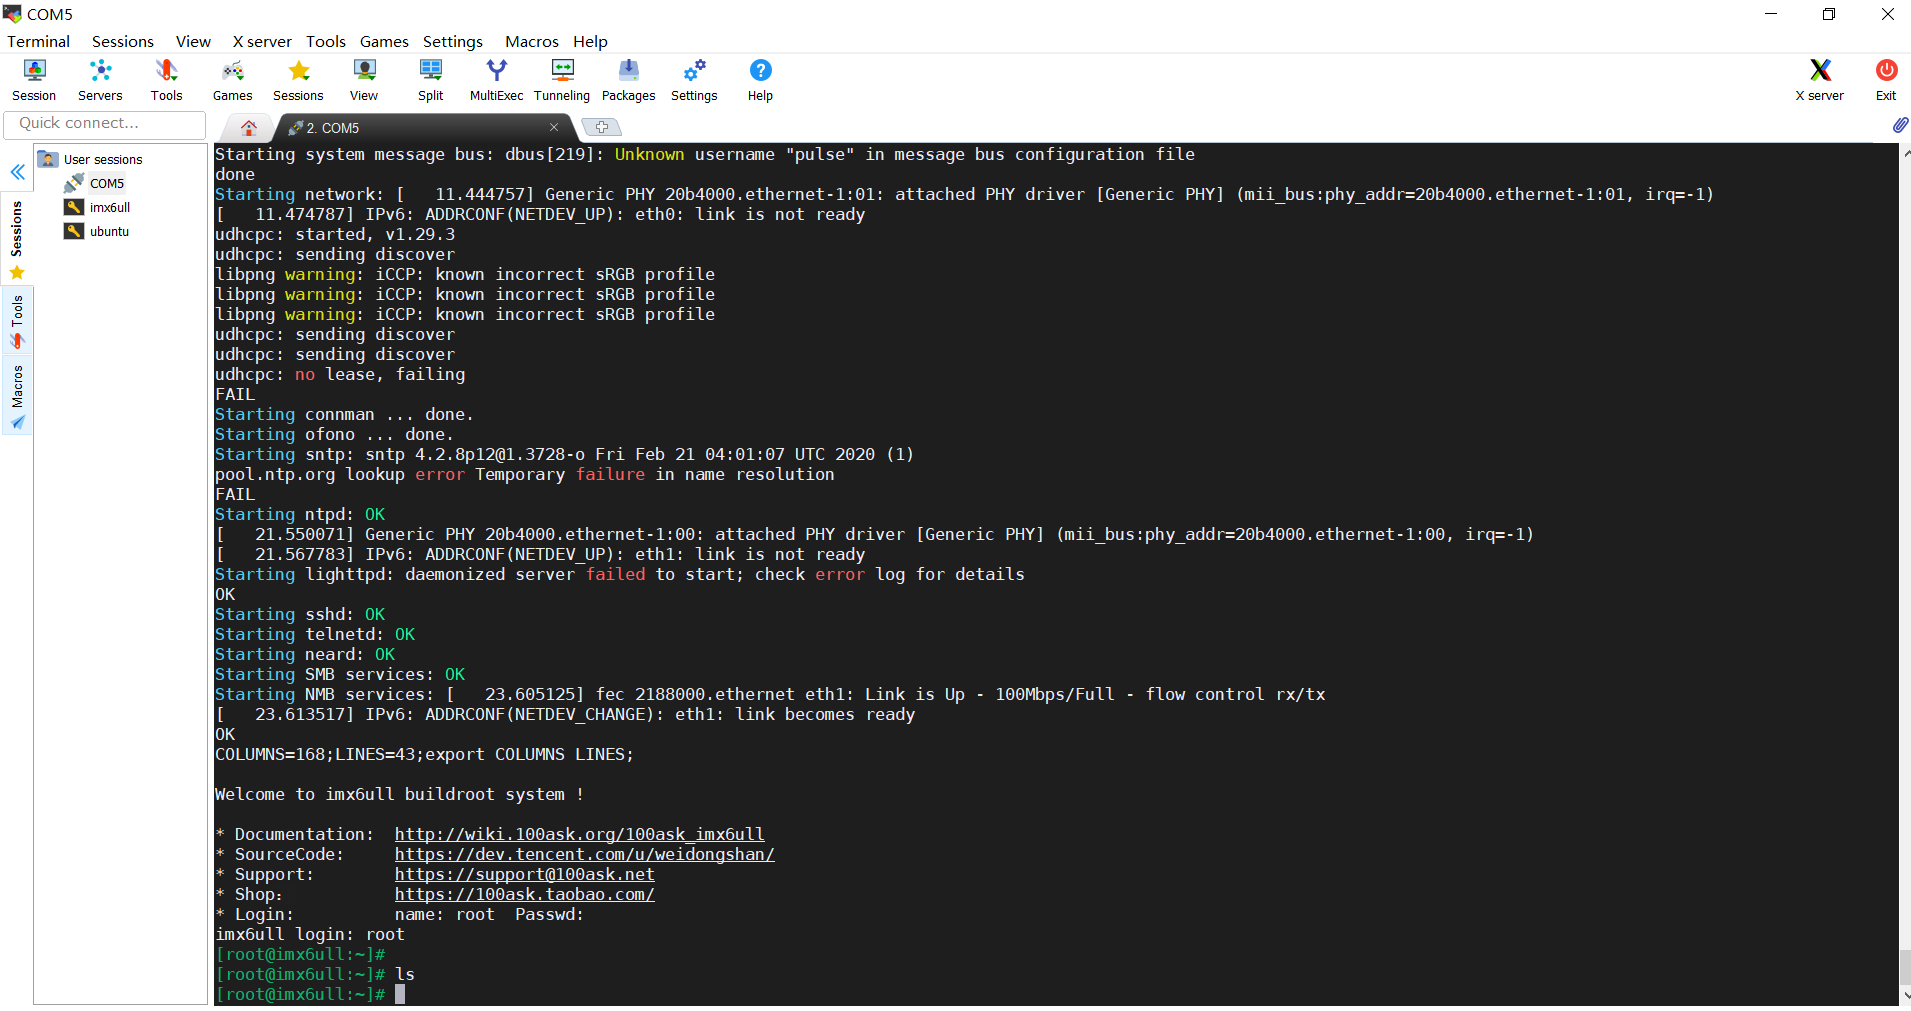 COM5
Terminal Sessions View X server Tools Games Settings Macros Help
Session Servers Tools Games Sessions View Split MultiExec Tunneling Packages Settings Help X server Exit
Quick connect...
2. COM5
User sessions
COM5
imx6ull
ubuntu
Sessions
Tools
Macros
Starting system message bus: dbus[219]: Unknown username "pulse" in message bus configuration file
done
Starting network: [   11.444757] Generic PHY 20b4000.ethernet-1:01: attached PHY driver [Generic PHY] (mii_bus:phy_addr=20b4000.ethernet-1:01, irq=-1)
[   11.474787] IPv6: ADDRCONF(NETDEV_UP): eth0: link is not ready
udhcpc: started, v1.29.3
udhcpc: sending discover
libpng warning: iCCP: known incorrect sRGB profile
libpng warning: iCCP: known incorrect sRGB profile
libpng warning: iCCP: known incorrect sRGB profile
udhcpc: sending discover
udhcpc: sending discover
udhcpc: no lease, failing
FAIL
Starting connman ... done.
Starting ofono ... done.
Starting sntp: sntp 4.2.8p12@1.3728-o Fri Feb 21 04:01:07 UTC 2020 (1)
pool.ntp.org lookup error Temporary failure in name resolution
FAIL
Starting ntpd: OK
[   21.550071] Generic PHY 20b4000.ethernet-1:00: attached PHY driver [Generic PHY] (mii_bus:phy_addr=20b4000.ethernet-1:00, irq=-1)
[   21.567783] IPv6: ADDRCONF(NETDEV_UP): eth1: link is not ready
Starting lighttpd: daemonized server failed to start; check error log for details
OK
Starting sshd: OK
Starting telnetd: OK
Starting neard: OK
Starting SMB services: OK
Starting NMB services: [   23.605125] fec 2188000.ethernet eth1: Link is Up - 100Mbps/Full - flow control rx/tx
[   23.613517] IPv6: ADDRCONF(NETDEV_CHANGE): eth1: link becomes ready
OK
COLUMNS=168;LINES=43;export COLUMNS LINES;
Welcome to imx6ull buildroot system !
* Documentation:  http://wiki.100ask.org/100ask_imx6ull
* SourceCode:     https://dev.tencent.com/u/weidongshan/
* Support:        https://support@100ask.net
* Shop：          https://100ask.taobao.com/
* Login:          name: root  Passwd:
imx6ull login: root
[root@imx6ull:~]#
[root@imx6ull:~]# ls
[root@imx6ull:~]#